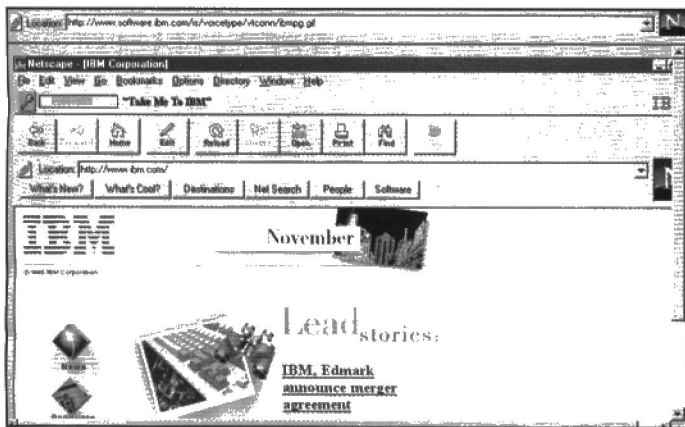 Location: http://www.software.ibm.com/is/voicetype/vtconn/ibmpg.gif
Netscape - [IBM Corporation]
File Edit View Go Bookmarks Options Directory Window Help
"Take Me To IBM"
Back Home Edit Reload Open Print Find
Location: http://www.ibm.com/
What's New? What's Cool? Destinations Net Search People Software
IBM
November
Corporation
Lead stories:
News
IBM, Edmark
announce merger
agreement